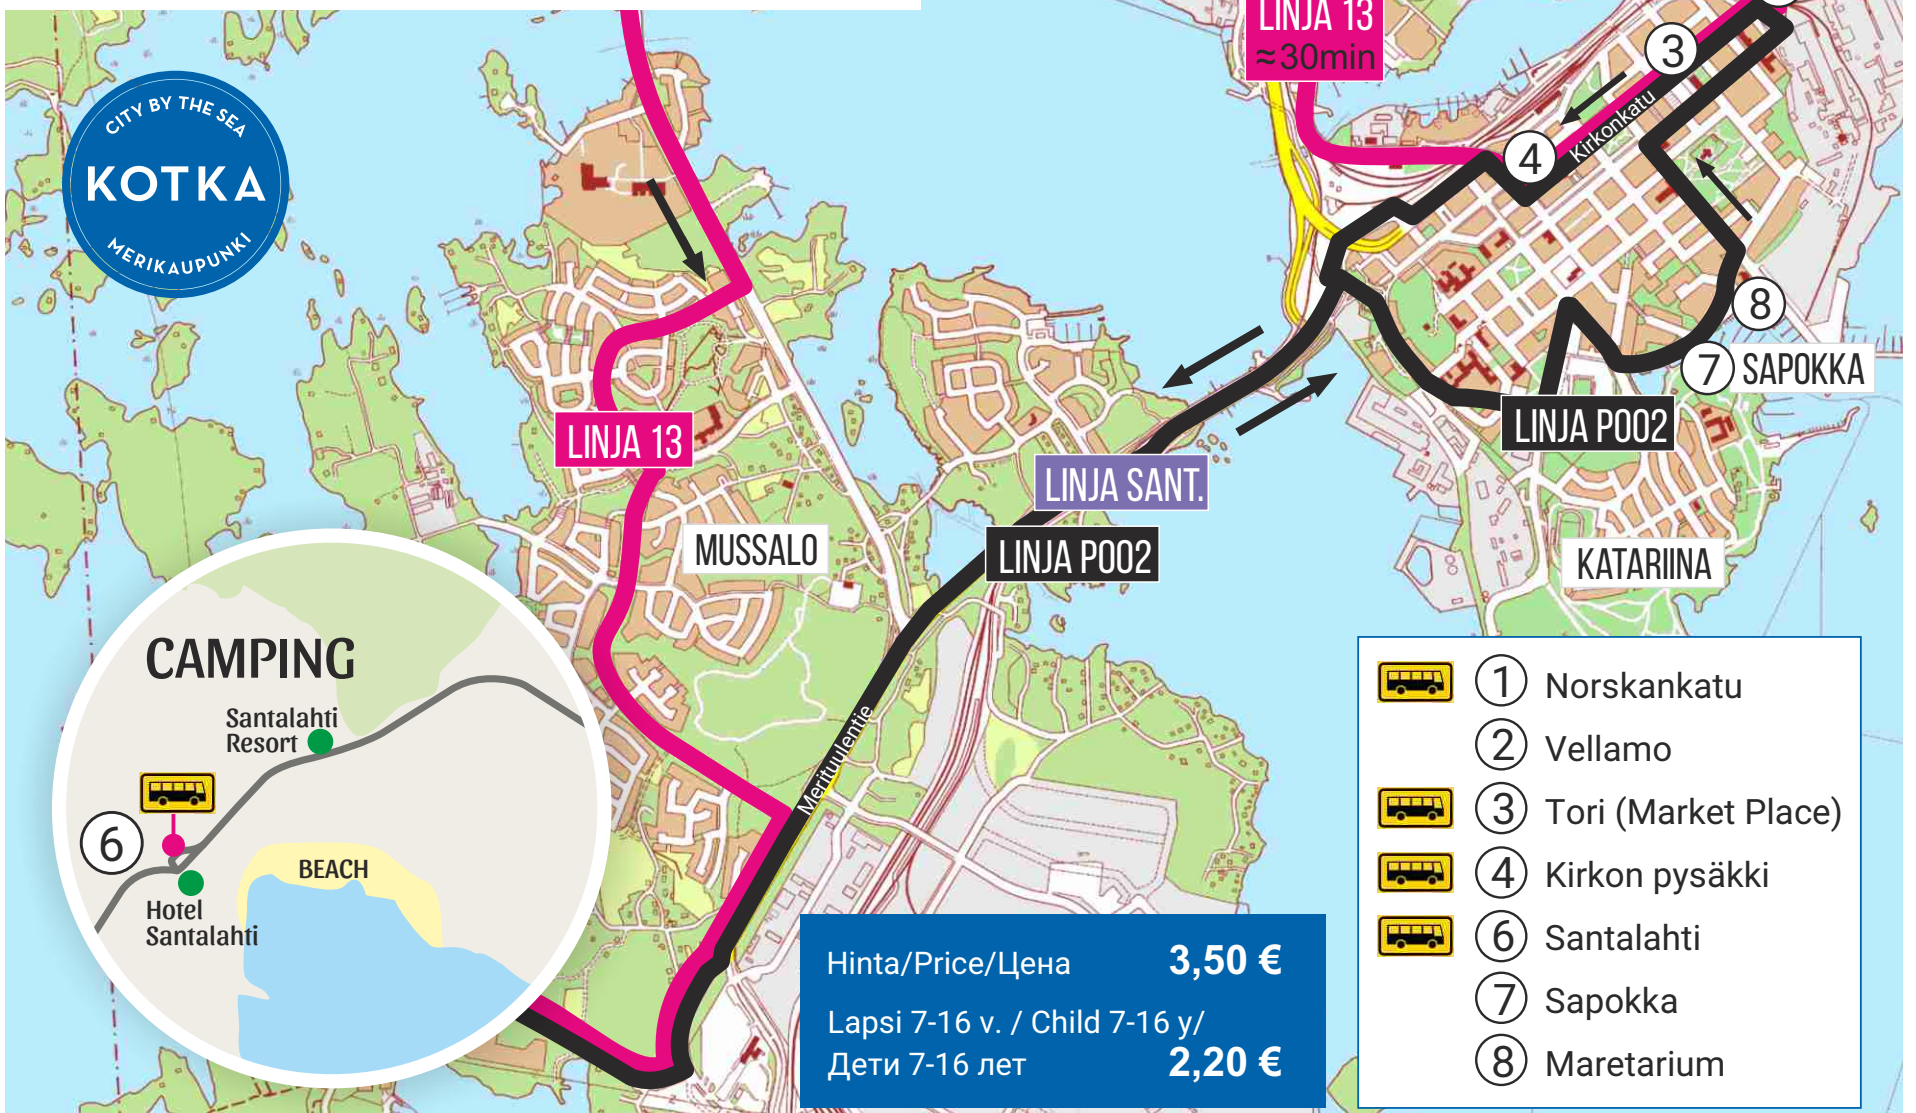 LINJA 13
≈30min
3
CITY BY THE SEA
KOTKA
MERIKAUPUNKI
4
Kirkonkatu
8
7 SAPOKKA
LINJA 13
LINJA P002
LINJA SANT.
MUSSALO
LINJA P002
KATARIINA
CAMPING
Santalahti
Resort
6
BEACH
Hotel
Santalahti
Merituulentie
Hinta/Price/Цена 3,50 €
Lapsi 7-16 v. / Child 7-16 y/
Дети 7-16 лет 2,20 €
1 Norskankatu
2 Vellamo
3 Tori (Market Place)
4 Kirkon pysäkki
6 Santalahti
7 Sapokka
8 Maretarium